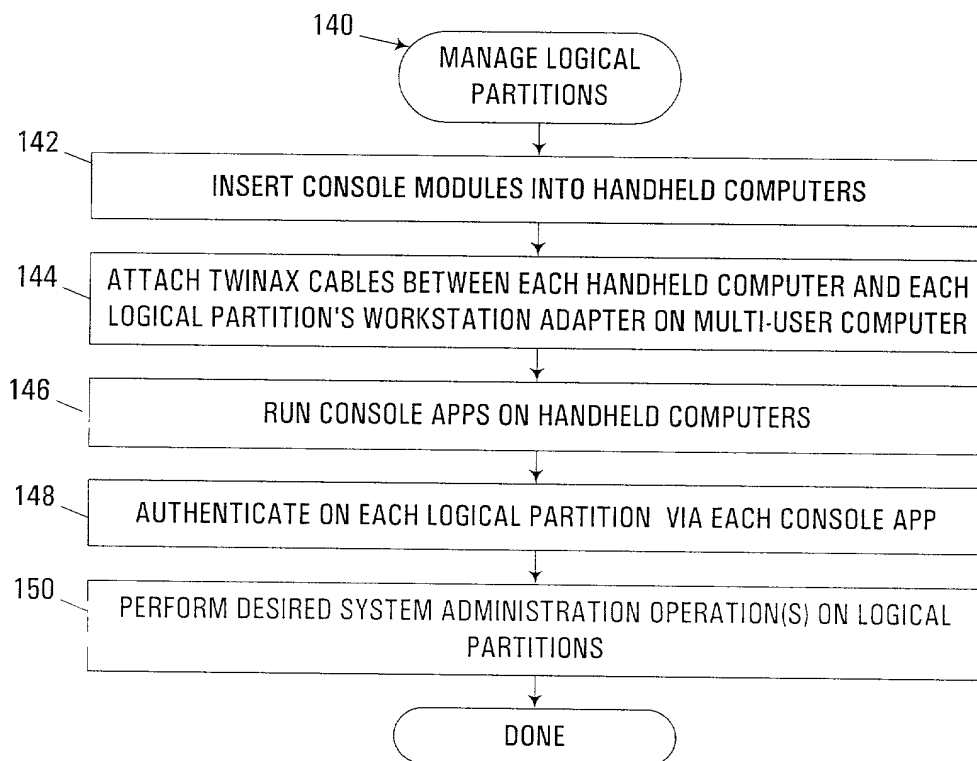 140
MANAGE LOGICAL
PARTITIONS
142
INSERT CONSOLE MODULES INTO HANDHELD COMPUTERS
144
ATTACH TWINAX CABLES BETWEEN EACH HANDHELD COMPUTER AND EACH
LOGICAL PARTITION'S WORKSTATION ADAPTER ON MULTI-USER COMPUTER
146
RUN CONSOLE APPS ON HANDHELD COMPUTERS
148
AUTHENTICATE ON EACH LOGICAL PARTITION VIA EACH CONSOLE APP
150
PERFORM DESIRED SYSTEM ADMINISTRATION OPERATION(S) ON LOGICAL
PARTITIONS
DONE